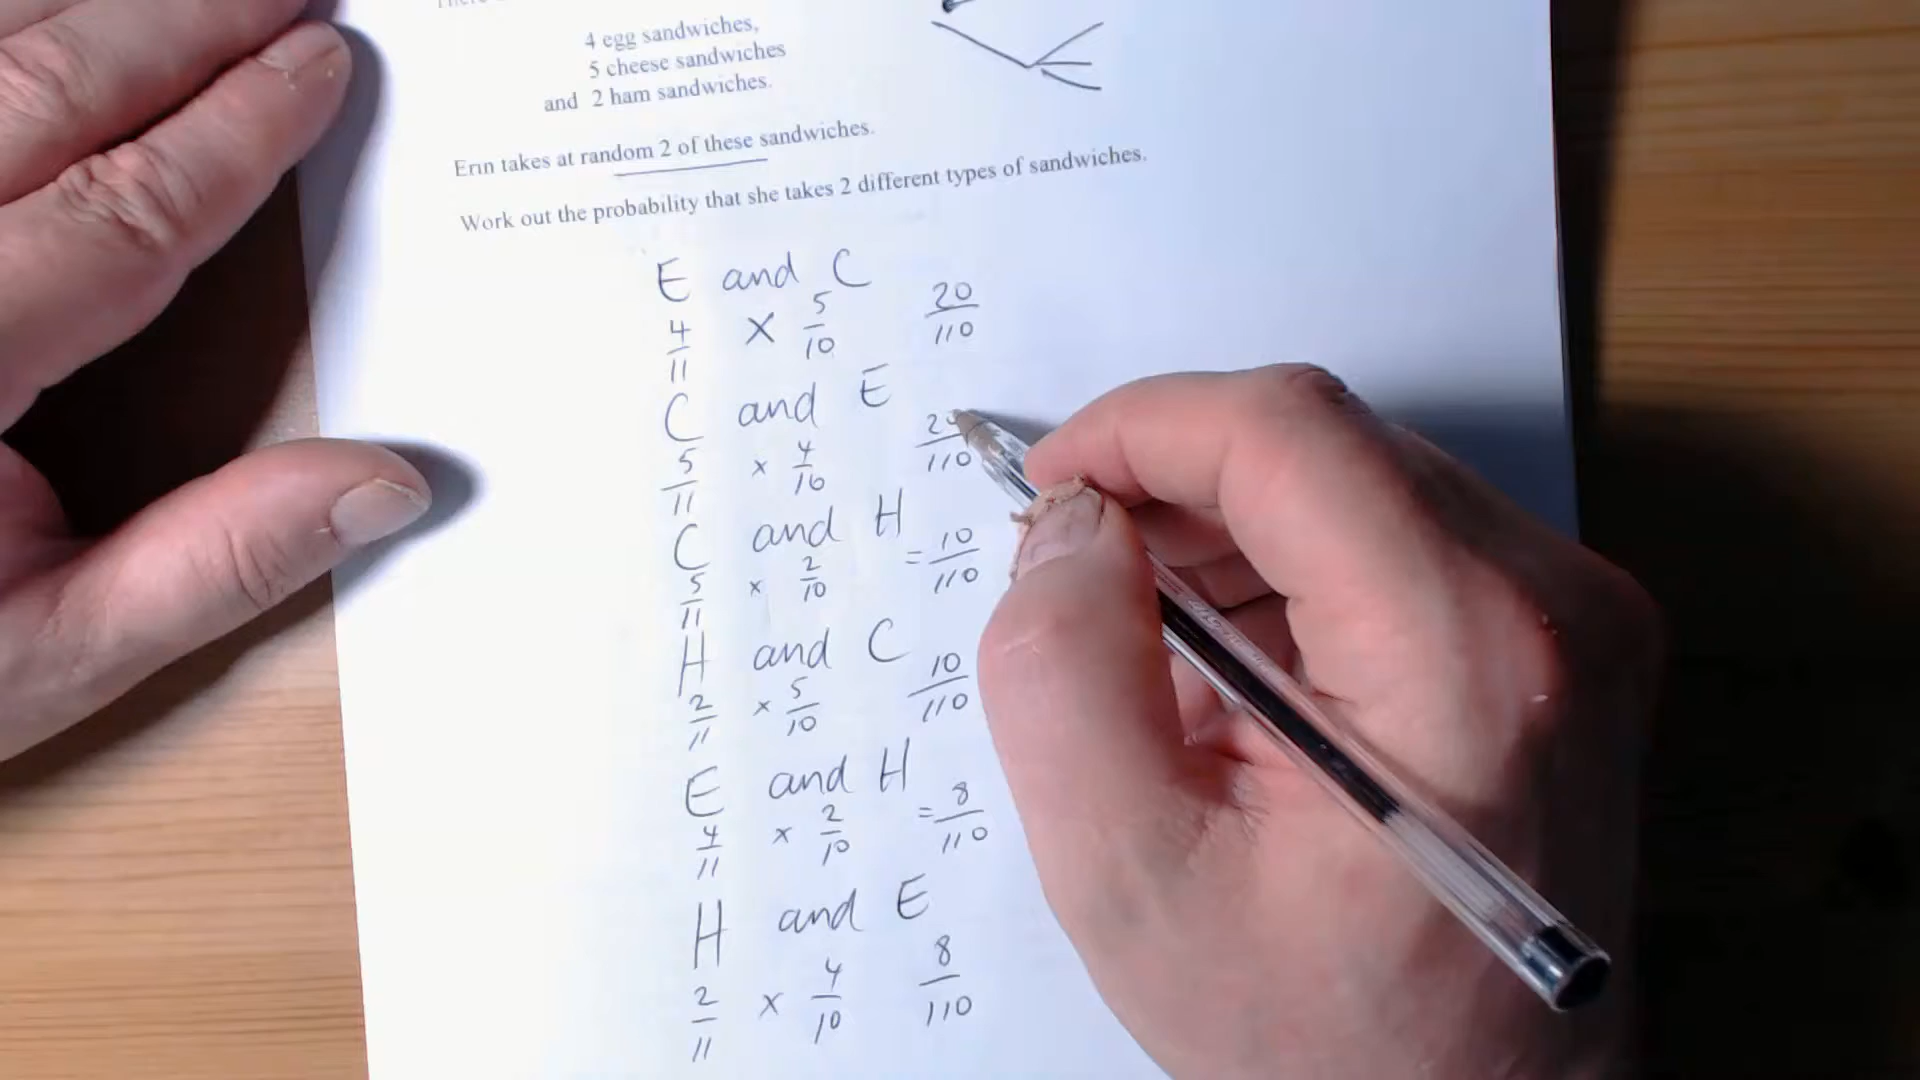 4 egg sandwiches,
5 cheese sandwiches
and 2 ham sandwiches.
Erin takes at random 2 of these sandwiches.
Work out the probability that she takes 2 different types of sandwiches.
E and C
4/11 × 5/10 20/110
C and E
5/11 × 4/10 20/110
C and H
5/11 × 2/10 = 10/110
H and C
2/11 × 5/10 10/110
E and H
4/11 × 2/10 = 8/110
H and E
2/11 × 4/10 8/110